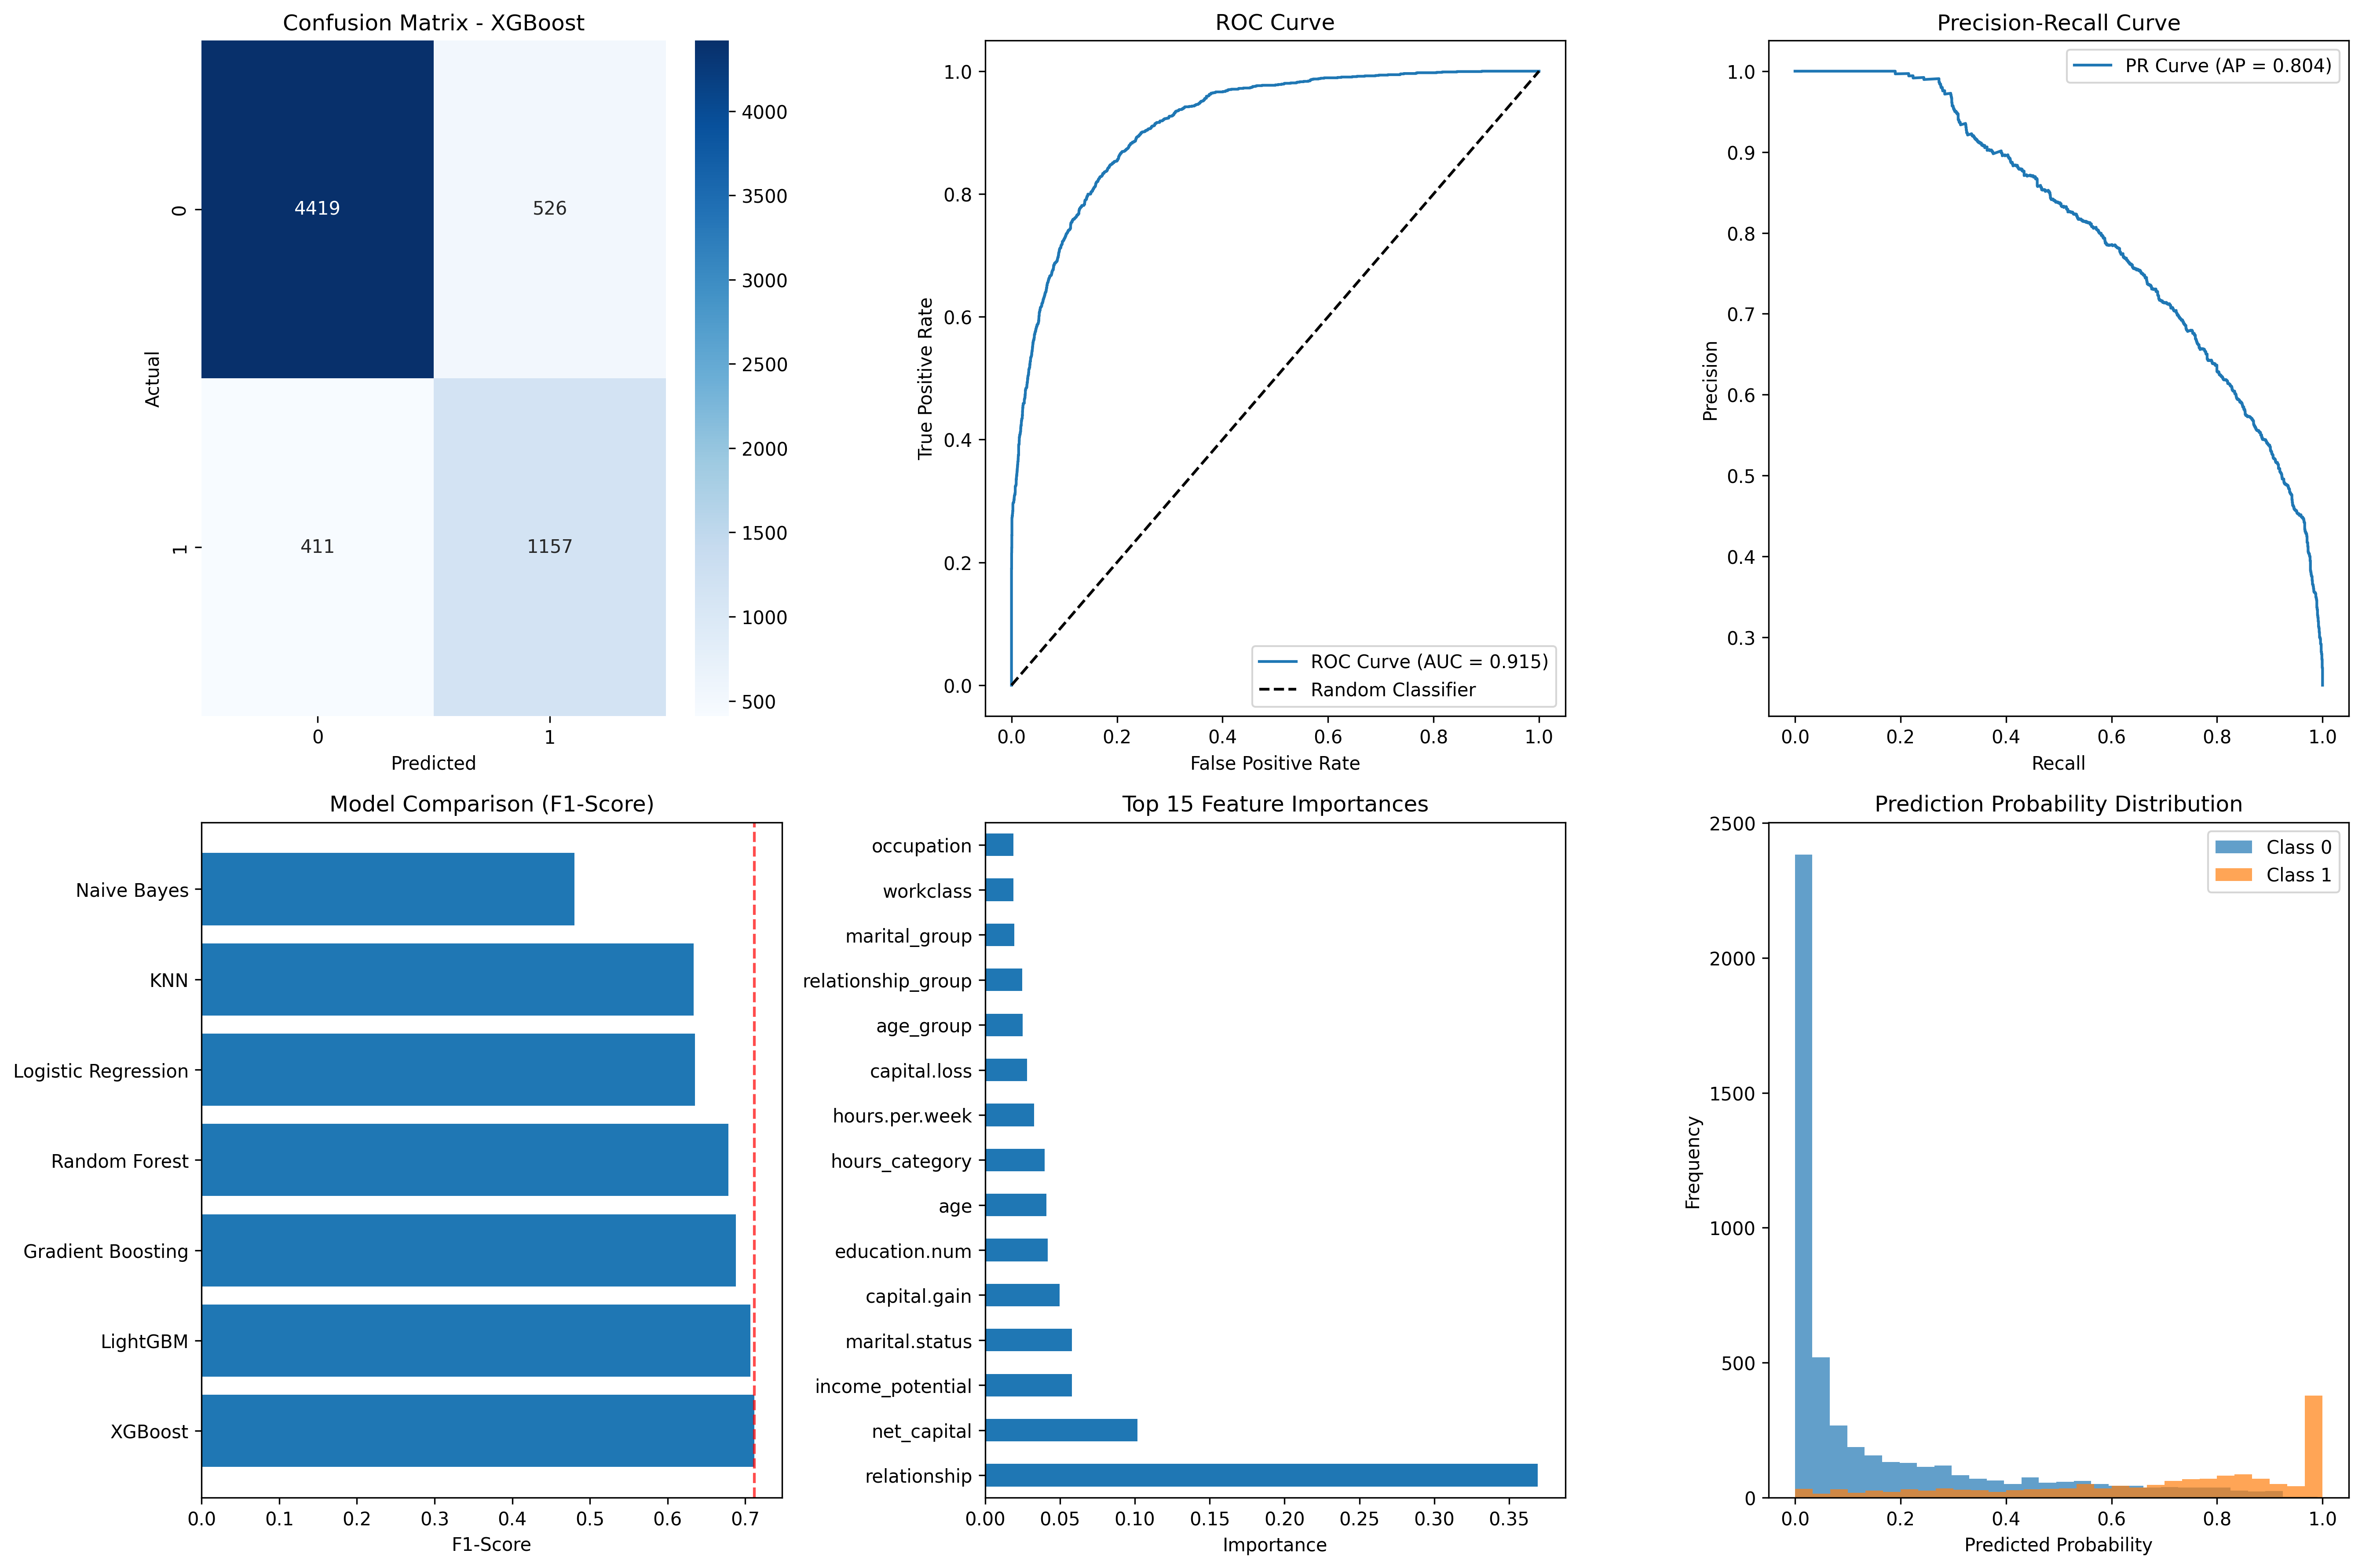 Confusion Matrix - XGBoost
4419
526
411
1157
0
1
0
1
Actual
Predicted
4000
3500
3000
2500
2000
1500
1000
500
ROC Curve
1.0
0.8
0.6
0.4
0.2
0.0
True Positive Rate
ROC Curve (AUC = 0.915)
Random Classifier
0.0
0.2
0.4
0.6
0.8
1.0
False Positive Rate
Precision-Recall Curve
PR Curve (AP = 0.804)
1.0
0.9
0.8
0.7
0.6
0.5
0.4
0.3
Precision
0.0
0.2
0.4
0.6
0.8
1.0
Recall
Model Comparison (F1-Score)
Naive Bayes
KNN
Logistic Regression
Random Forest
Gradient Boosting
LightGBM
XGBoost
0.0
0.1
0.2
0.3
0.4
0.5
0.6
0.7
F1-Score
Top 15 Feature Importances
occupation
workclass
marital_group
relationship_group
age_group
capital.loss
hours.per.week
hours_category
age
education.num
capital.gain
marital.status
income_potential
net_capital
relationship
0.00
0.05
0.10
0.15
0.20
0.25
0.30
0.35
Importance
Prediction Probability Distribution
Class 0
Class 1
2500
2000
1500
1000
500
0
Frequency
0.0
0.2
0.4
0.6
0.8
1.0
Predicted Probability